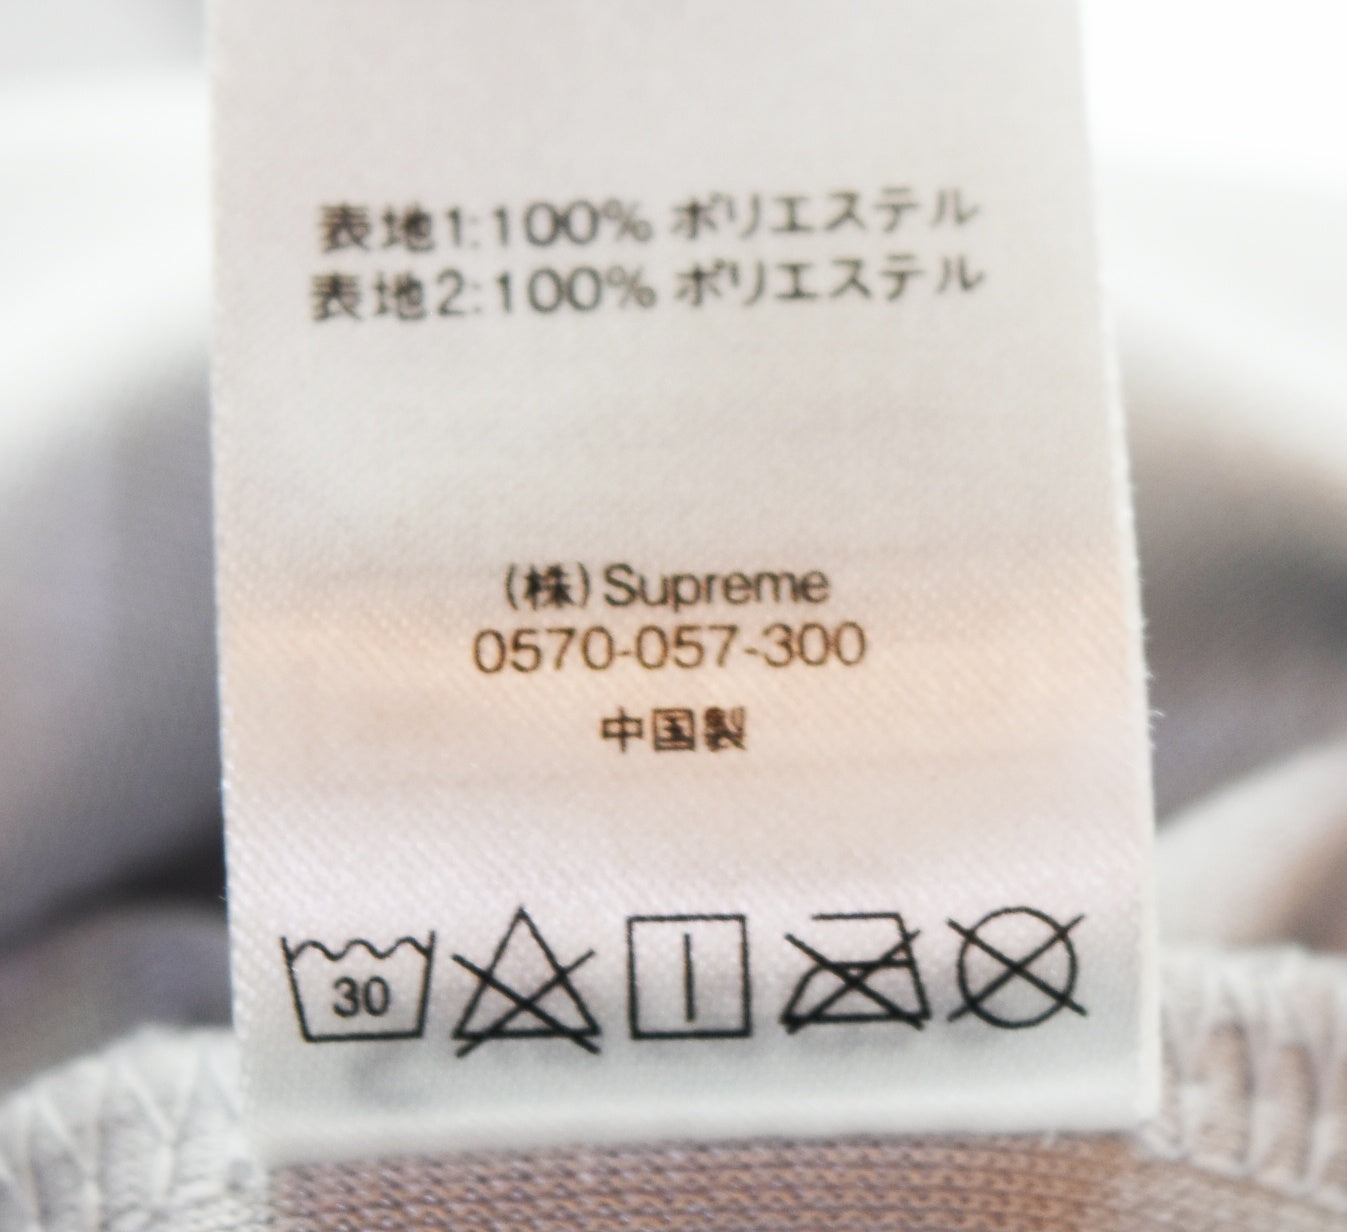 表地1:100% ポリエステル
表地2:100% ポリエステル
(株) Supreme
0570-057-300
中国製
30